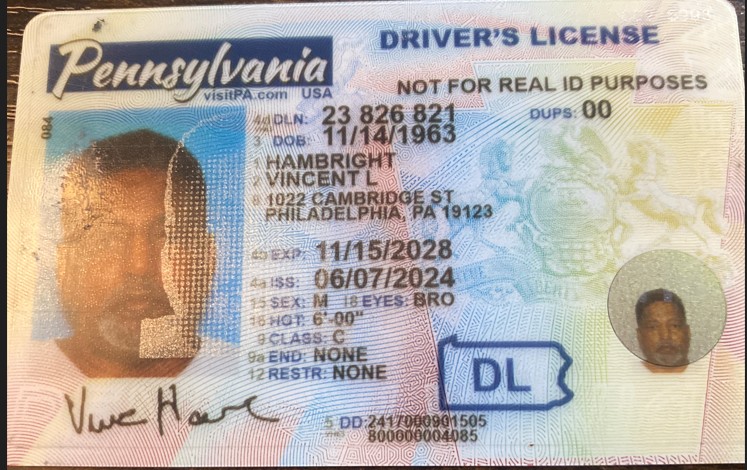 Pennsylvania
visitPA.com USA
DRIVER'S LICENSE
NOT FOR REAL ID PURPOSES
4d DLN: 23 826 821 DUPS: 00
3 DOB: 11/14/1963
1 HAMBRIGHT
2 VINCENT L
8 1022 CAMBRIDGE ST
PHILADELPHIA, PA 19123
4b EXP: 11/15/2028
4a ISS: 06/07/2024
15 SEX: M 18 EYES: BRO
16 HGT: 6'-00"
9 CLASS: C
9a END: NONE
12 RESTR: NONE
DL
5 DD: 2417000901505
800000004085
084